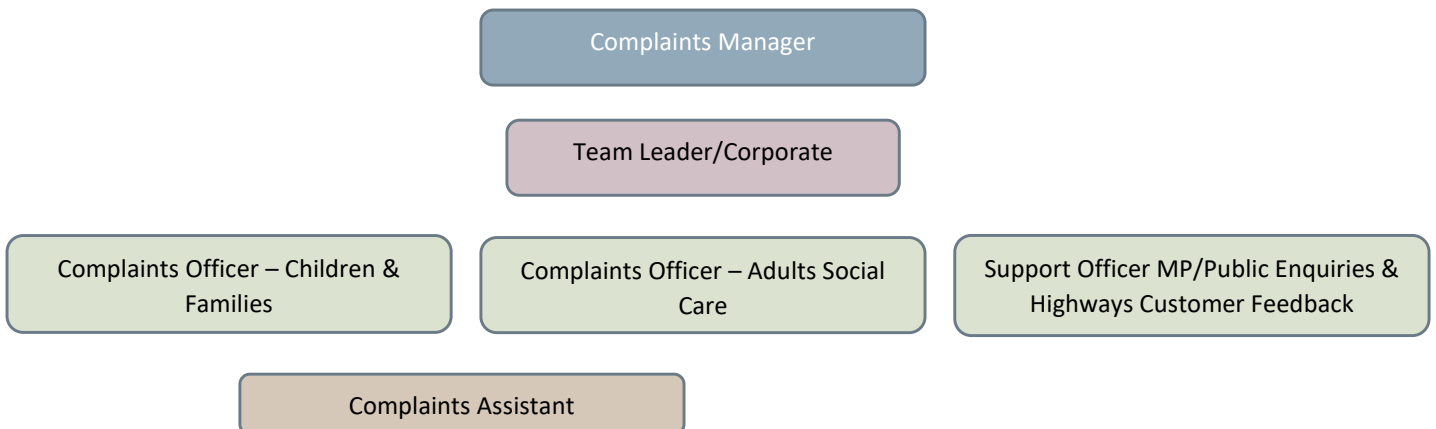 Complaints Manager
Team Leader/Corporate
Complaints Officer – Children &
Families
Complaints Officer – Adults Social
Care
Support Officer MP/Public Enquiries &
Highways Customer Feedback
Complaints Assistant